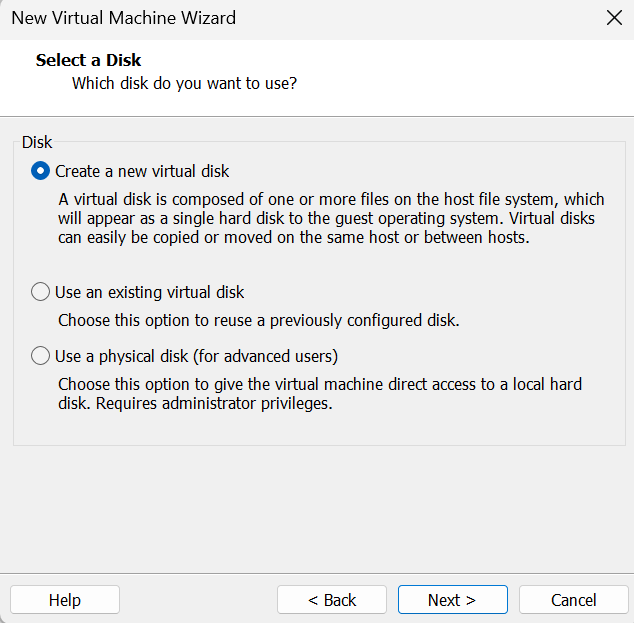 New Virtual Machine Wizard
Select a Disk
Which disk do you want to use?
Disk
Create a new virtual disk
A virtual disk is composed of one or more files on the host file system, which
will appear as a single hard disk to the guest operating system. Virtual disks
can easily be copied or moved on the same host or between hosts.
Use an existing virtual disk
Choose this option to reuse a previously configured disk.
Use a physical disk (for advanced users)
Choose this option to give the virtual machine direct access to a local hard
disk. Requires administrator privileges.
Help
< Back
Next >
Cancel